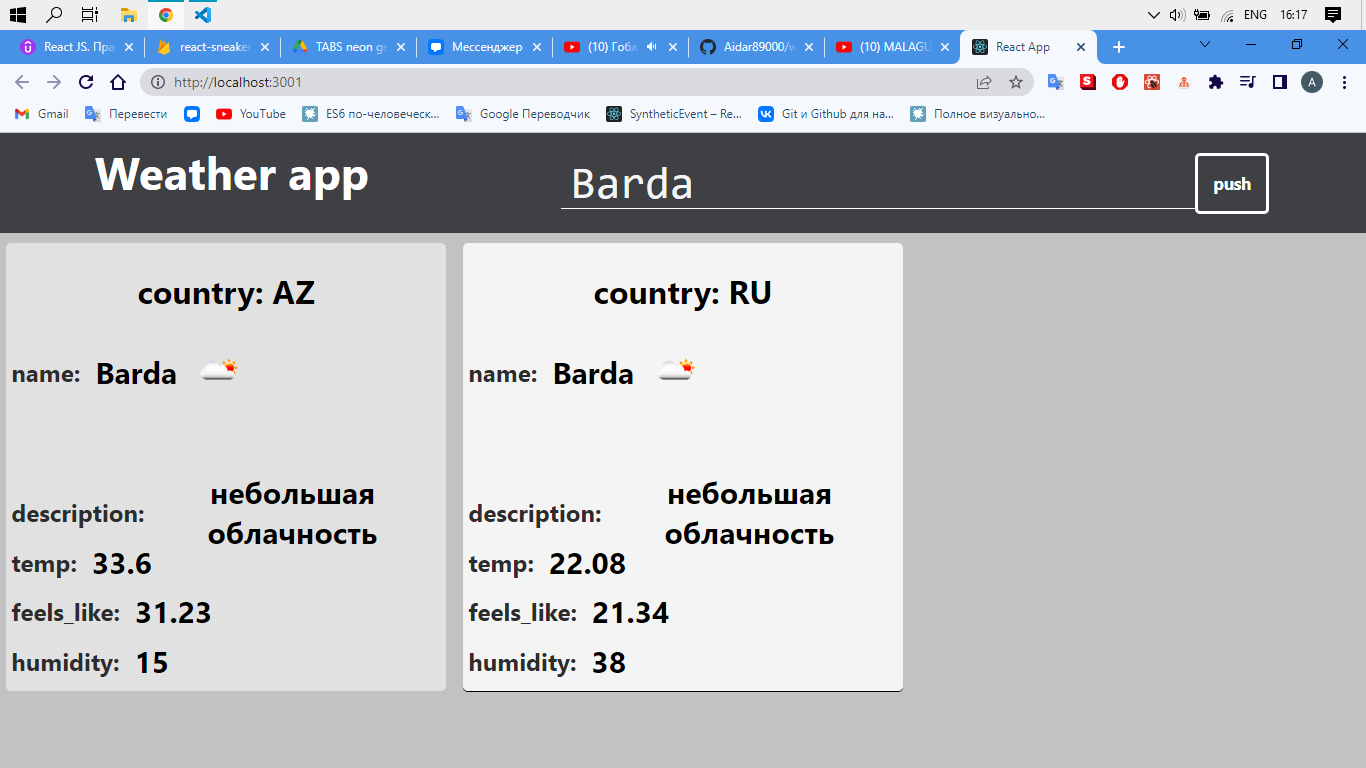 ENG 16:17
React JS. Пра
react-sneaker
TABS neon ge
Мессенджер
(10) Гобл
Aidar89000/w
(10) MALAGU
React App
http://localhost:3001
A
Gmail
Перевести
YouTube
ES6 по-человеческ...
Google Переводчик
SyntheticEvent – Re...
Git и Github для на...
Полное визуально...
Weather app
Barda
push
country: AZ
name: Barda
description: небольшая
облачность
temp: 33.6
feels_like: 31.23
humidity: 15
country: RU
name: Barda
description: небольшая
облачность
temp: 22.08
feels_like: 21.34
humidity: 38